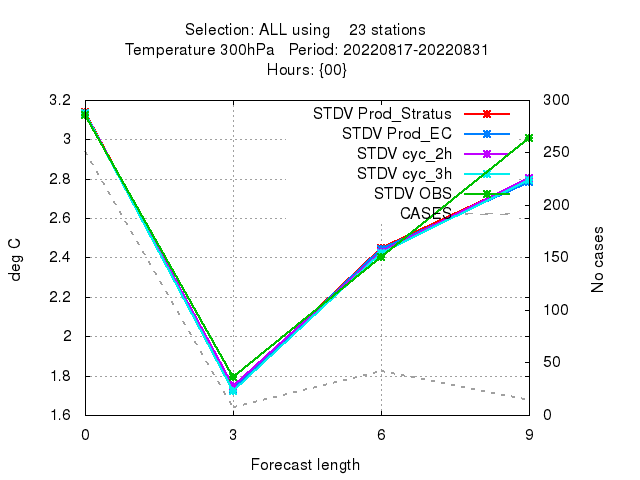 Selection: ALL using    23 stations
Temperature 300hPa   Period: 20220817-20220831
Hours: {00}
3.2
3
2.8
2.6
2.4
2.2
2
1.8
1.6
deg C
STDV Prod_Stratus
STDV Prod_EC
STDV cyc_2h
STDV cyc_3h
STDV OBS
CASES
300
250
200
150
100
50
0
No cases
0 3 6 9
Forecast length